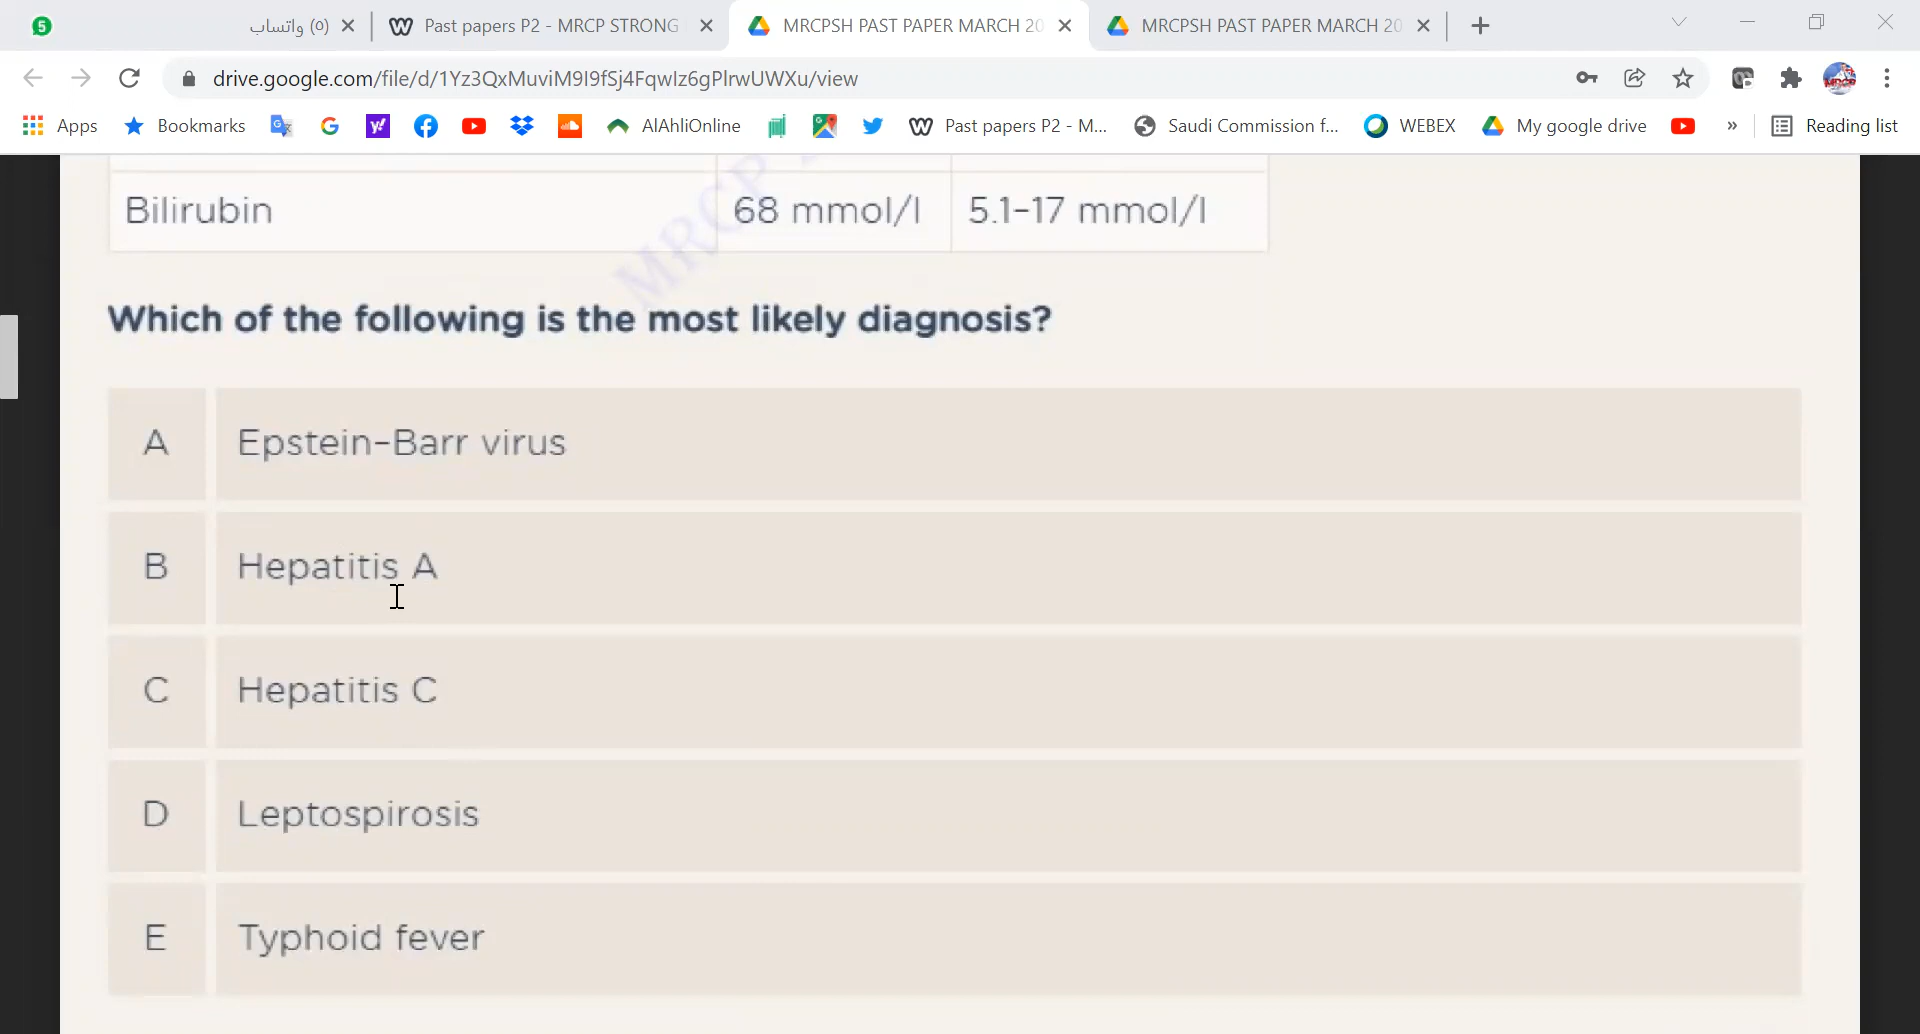 5
واتساب (٥)
Past papers P2 - MRCP STRONG
MRCPSH PAST PAPER MARCH 20
MRCPSH PAST PAPER MARCH 20
drive.google.com/file/d/1Yz3QxMuviM9I9fSj4FqwIz6gPlrwUWXu/view
Apps
Bookmarks
AlAhliOnline
Past papers P2 - M...
Saudi Commission f...
WEBEX
My google drive
»
Reading list
Bilirubin 68 mmol/l 5.1-17 mmol/l
MRCP
Which of the following is the most likely diagnosis?
A Epstein-Barr virus
B Hepatitis A
C Hepatitis C
D Leptospirosis
E Typhoid fever